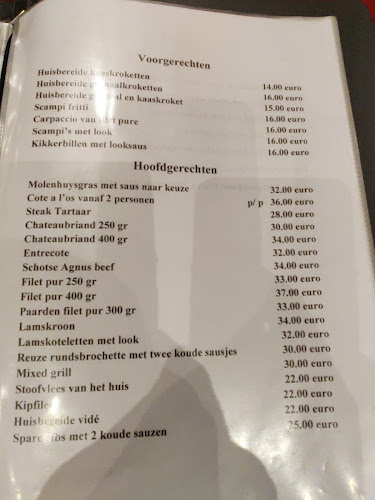 Voorgerechten
Huisbereide kaaskroketten 14.00 euro
Huisbereide 16.00 euro
Huisbereide en kaaskroket 15.00 euro
Scampi fritti 16.00 euro
Carpaccio van pure 16.00 euro
Scampi's met look 16.00 euro
Kikkerbillen met looksaus 16.00 euro
Hoofdgerechten
Molenhuysgras met saus naar keuze 32.00 euro
Cote a l'os vanaf 2 personen p/ p 36.00 euro
Steak Tartaar 28.00 euro
Chateaubriand 250 gr 30.00 euro
Chateaubriand 400 gr 34.00 euro
Entrecote 32.00 euro
Schotse Agnus beef 34.00 euro
Filet pur 250 gr 33.00 euro
Filet pur 400 gr 37.00 euro
Paarden filet pur 300 gr 33.00 euro
Lamskroon 34.00 euro
Lamskoteletten met look 32.00 euro
Reuze rundsbrochette met twee koude sausjes 30.00 euro
Mixed grill 30.00 euro
Stoofvlees van het huis 22.00 euro
Kipfilet 22.00 euro
Huisbereide vidé 22.00 euro
met 2 koude sauzen 25.00 euro